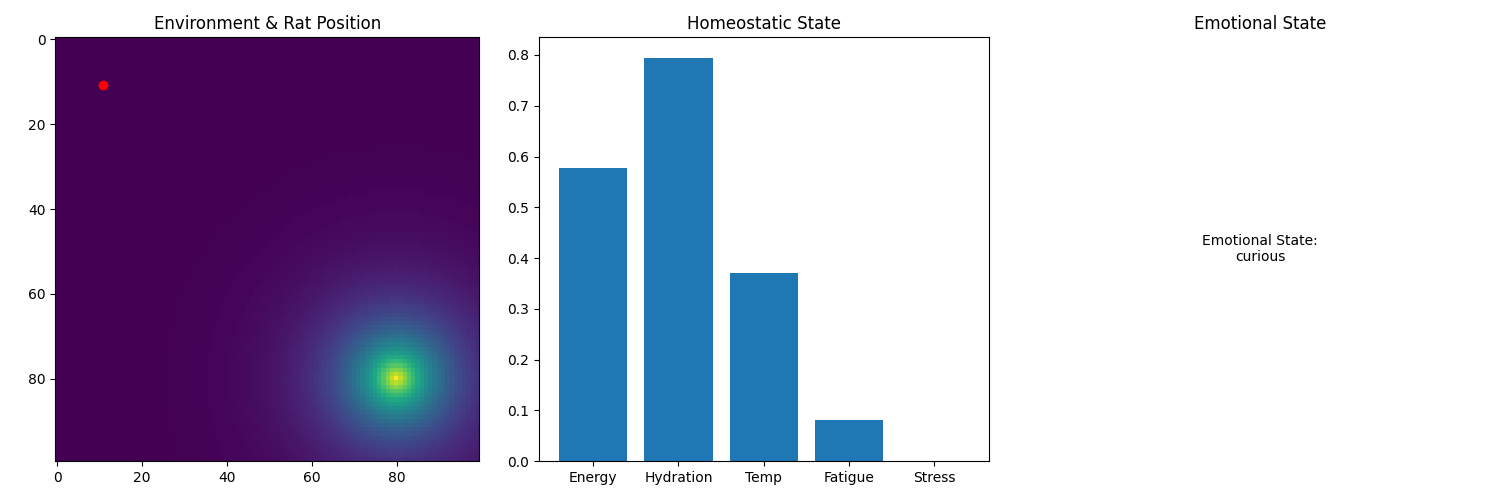 Environment & Rat Position
0
20
40
60
80
0 20 40 60 80
Homeostatic State
0.8
0.7
0.6
0.5
0.4
0.3
0.2
0.1
0.0
Energy Hydration Temp Fatigue Stress
Emotional State
Emotional State:
curious